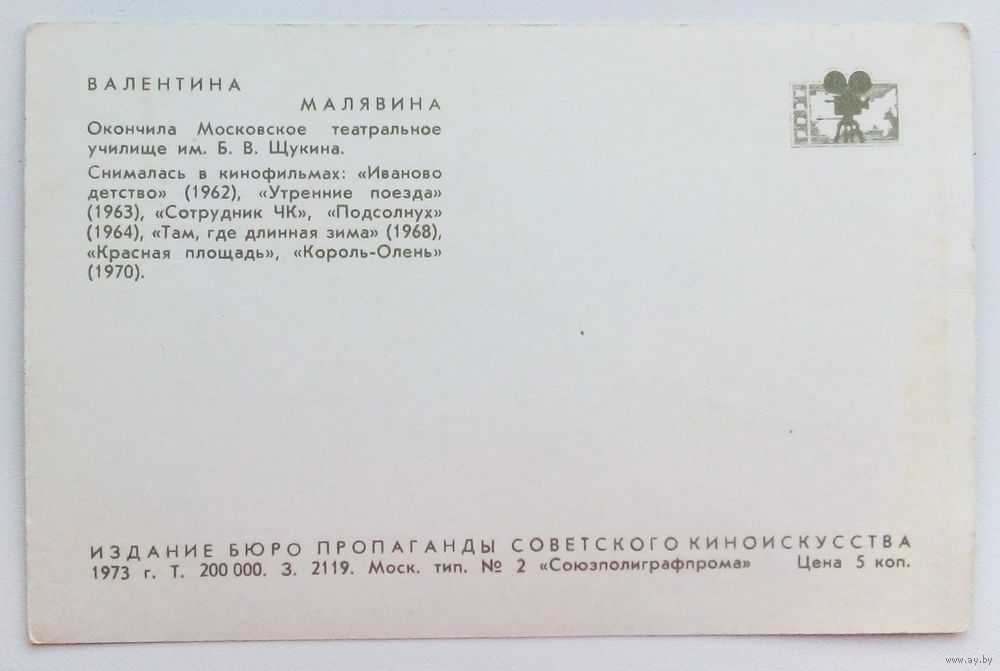 ВАЛЕНТИНА
МАЛЯВИНА
Окончила Московское театральное
училище им. Б. В. Щукина.
Снималась в кинофильмах: «Иваново
детство» (1962), «Утренние поезда»
(1963), «Сотрудник ЧК», «Подсолнух»
(1964), «Там, где длинная зима» (1968),
«Красная площадь», «Король-Олень»
(1970).
ИЗДАНИЕ БЮРО ПРОПАГАНДЫ СОВЕТСКОГО КИНОИСКУССТВА
1973 г. Т. 200 000. З. 2119. Моск. тип. № 2 «Союзполиграфпрома» Цена 5 коп.
www.ay.by